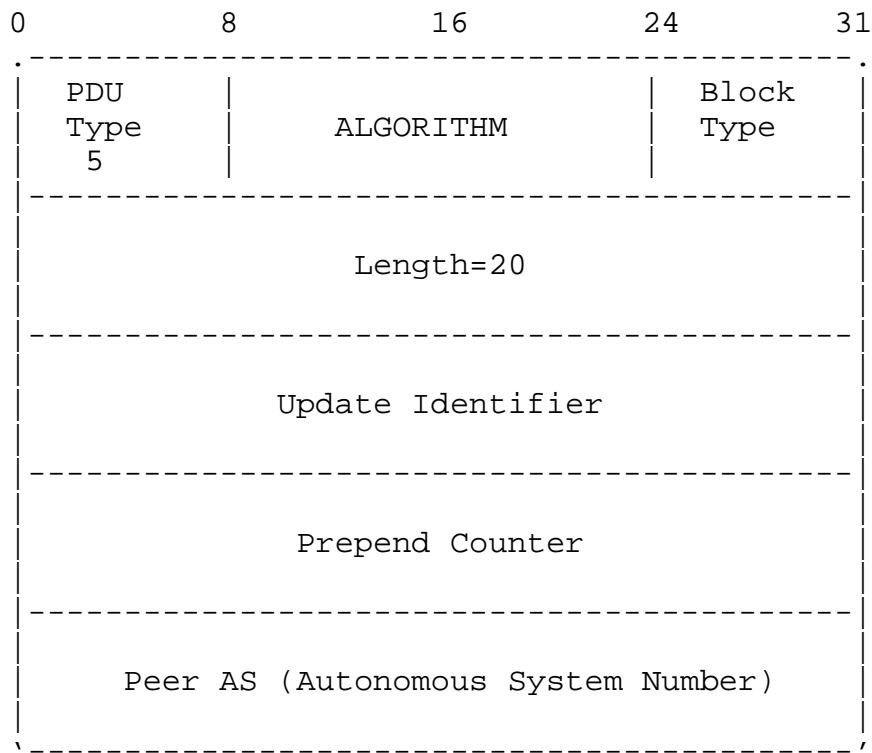 0          8          16         24        31
.-------------------------------------------.
|  PDU     |                     |  Block   |
|  Type    |     ALGORITHM       |  Type    |
|   5      |                     |          |
|-------------------------------------------|
|                                           |
|                 Length=20                 |
|                                           |
|-------------------------------------------|
|                                           |
|             Update Identifier             |
|                                           |
|-------------------------------------------|
|                                           |
|              Prepend Counter              |
|                                           |
|-------------------------------------------|
|                                           |
|     Peer AS (Autonomous System Number)    |
|                                           |
`-------------------------------------------'